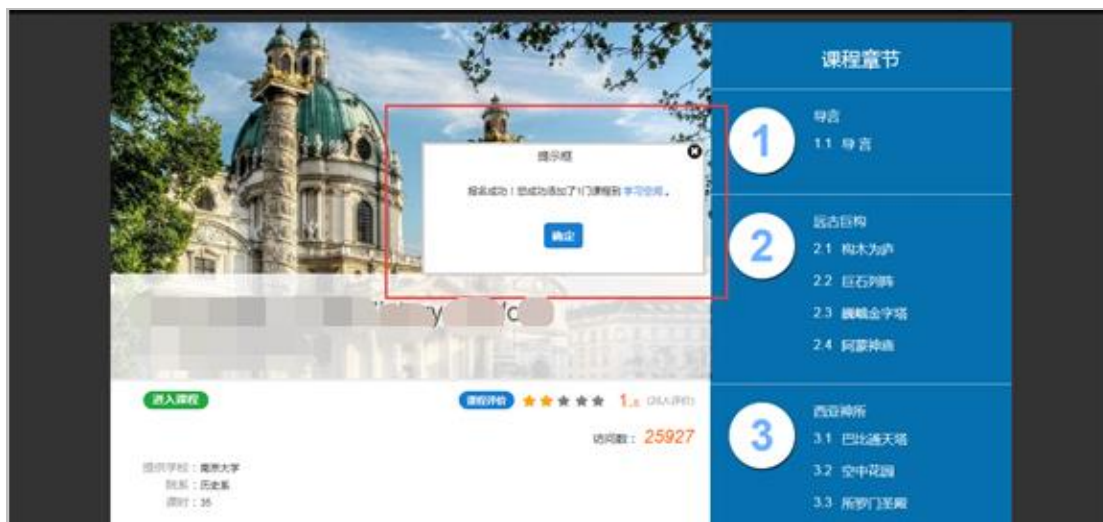 提示框
报名成功！您成功添加了1门课程到 学习空间 。
确定
进入课程
课程评价
访问数： 25927
提供学校：南京大学
院系：历史系
课时：35
课程章节
1
导言
1.1 导 言
2
远古巨构
2.1 构木为庐
2.2 巨石列阵
2.3 巍峨金字塔
2.4 阿蒙神庙
3
西亚神所
3.1 巴比通天塔
3.2 空中花园
3.3 所罗门圣殿